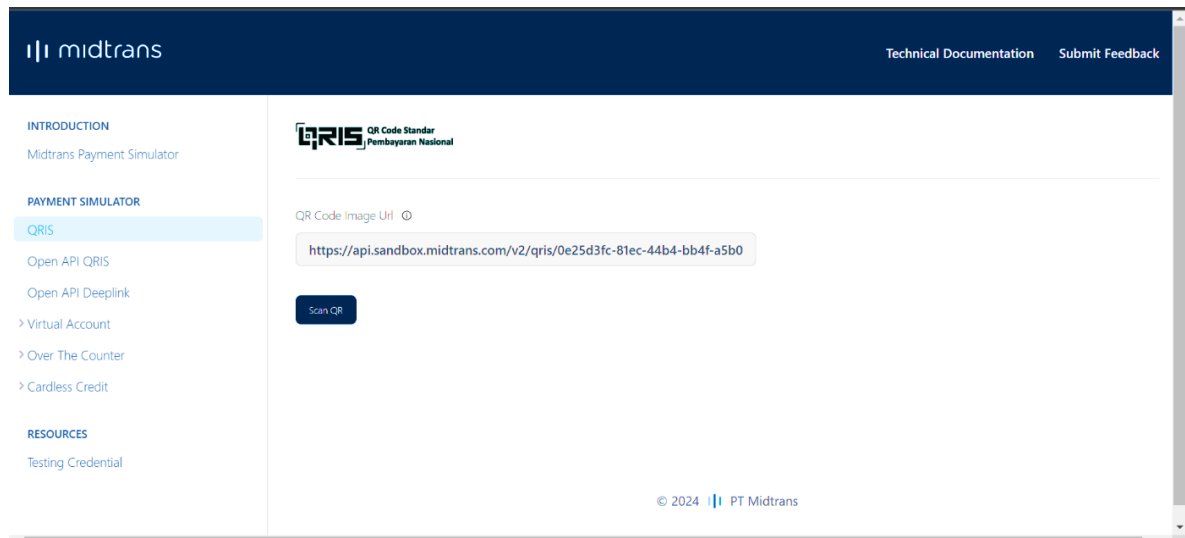 midtrans
Technical Documentation
Submit Feedback
INTRODUCTION
Midtrans Payment Simulator
PAYMENT SIMULATOR
QRIS
Open API QRIS
Open API Deeplink
Virtual Account
Over The Counter
Cardless Credit
RESOURCES
Testing Credential
QRIS
QR Code Standar
Pembayaran Nasional
QR Code Image Url
https://api.sandbox.midtrans.com/v2/qris/0e25d3fc-81ec-44b4-bb4f-a5b0
Scan QR
© 2024 PT Midtrans